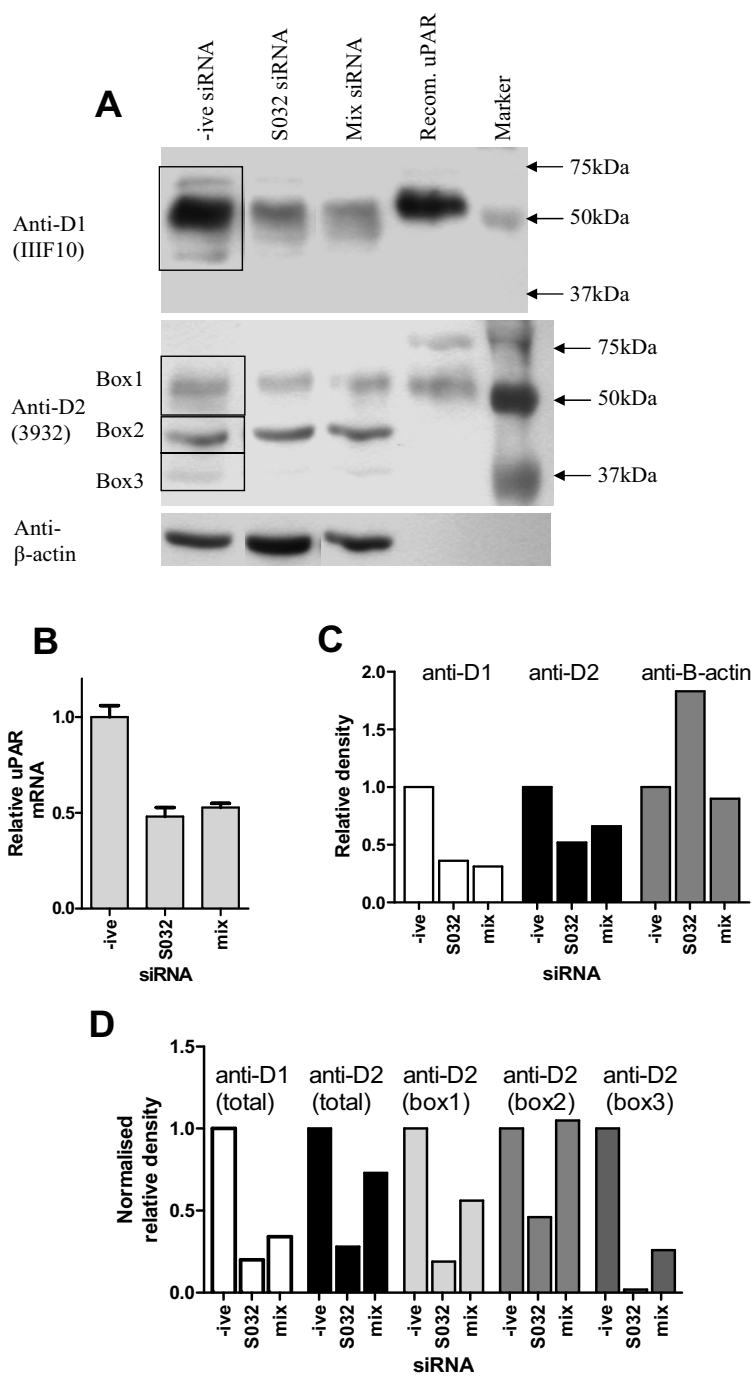 A
-ive siRNA
S032 siRNA
Mix siRNA
Recom. uPAR
Marker
Anti-D1
(IIIF10)
75kDa
50kDa
37kDa
Anti-D2
(3932)
Box1
Box2
Box3
75kDa
50kDa
37kDa
Anti-
β-actin
B
Relative uPAR
mRNA
1.0
0.5
0.0
-ive
S032
mix
siRNA
C
Relative density
2.0
1.5
1.0
0.5
0.0
anti-D1
anti-D2
anti-B-actin
-ive
S032
mix
-ive
S032
mix
-ive
S032
mix
siRNA
D
Normalised
relative density
1.5
1.0
0.5
0.0
anti-D1
(total)
anti-D2
(total)
anti-D2
(box1)
anti-D2
(box2)
anti-D2
(box3)
-ive
S032
mix
-ive
S032
mix
-ive
S032
mix
-ive
S032
mix
-ive
S032
mix
siRNA